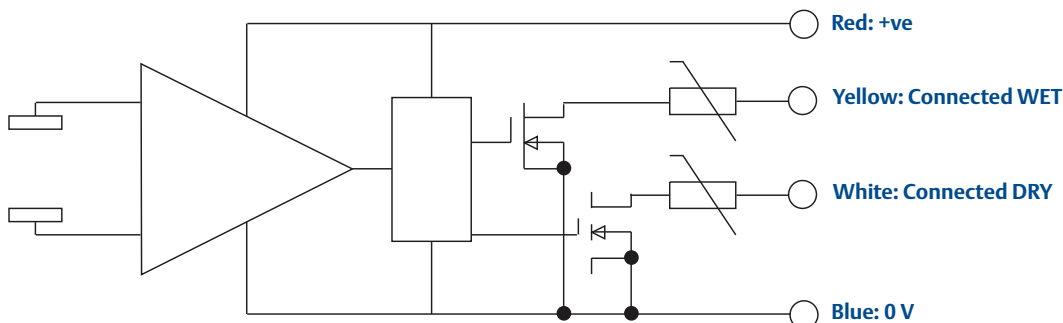 Red: +ve
Yellow: Connected WET
White: Connected DRY
Blue: 0 V